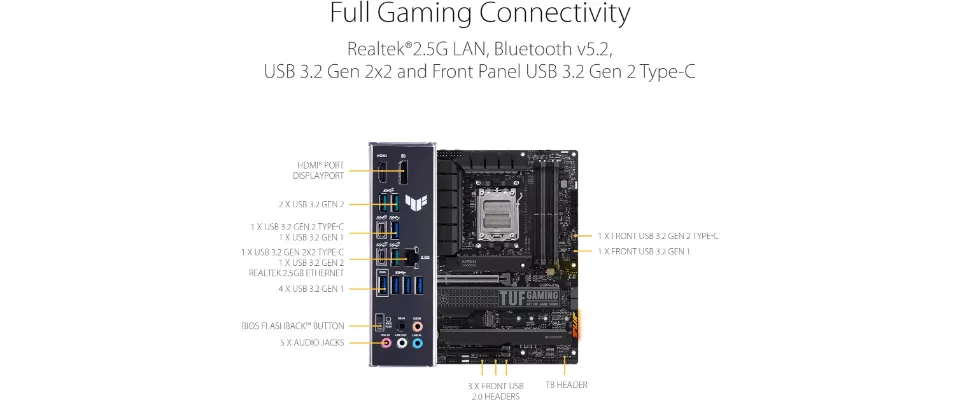 Full Gaming Connectivity
Realtek®2.5G LAN, Bluetooth v5.2,
USB 3.2 Gen 2x2 and Front Panel USB 3.2 Gen 2 Type-C
HDMI® PORT
DISPLAYPORT
2 X USB 3.2 GEN 2
1 X USB 3.2 GEN 2 TYPE-C
1 X USB 3.2 GEN 1
1 X USB 3.2 GEN 2X2 TYPE-C
1 X USB 3.2 GEN 2
REALTEK 2.5GB ETHERNET
4 X USB 3.2 GEN 1
BIOS FLASHBACK™ BUTTON
5 X AUDIO JACKS
HDMI
2.5G
TUF GAMING
1 X FRONT USB 3.2 GEN 2 TYPE-C
1 X FRONT USB 3.2 GEN 1
3 X FRONT USB
2.0 HEADERS
TB HEADER